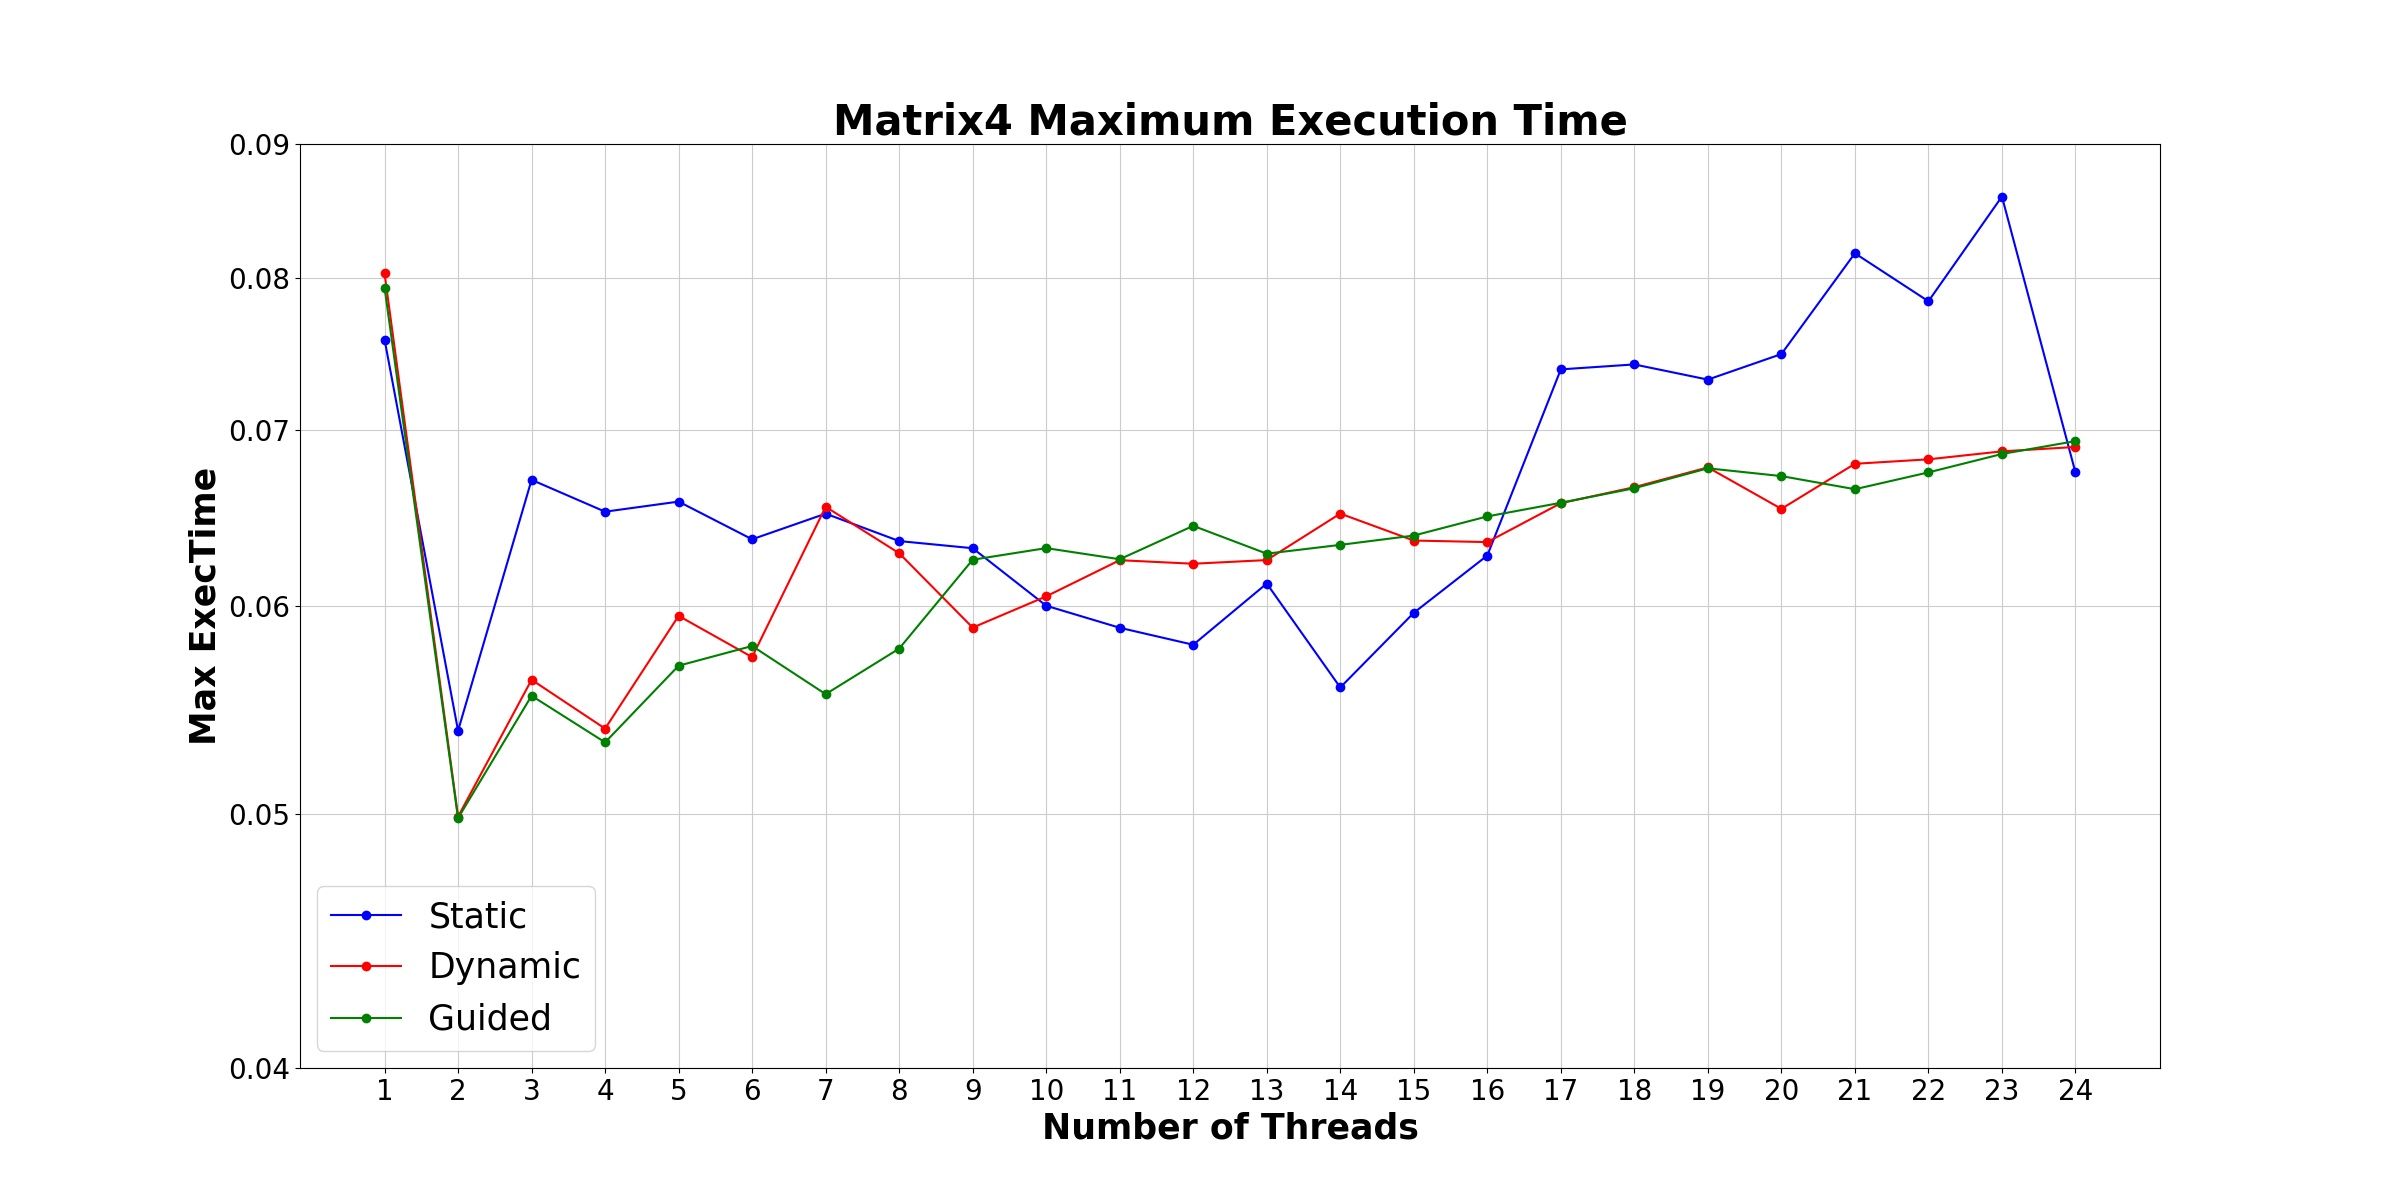 Matrix4 Maximum Execution Time
0.09
0.08
0.07
0.06
0.05
0.04
Max ExecTime
Static
Dynamic
Guided
1 2 3 4 5 6 7 8 9 10 11 12 13 14 15 16 17 18 19 20 21 22 23 24
Number of Threads